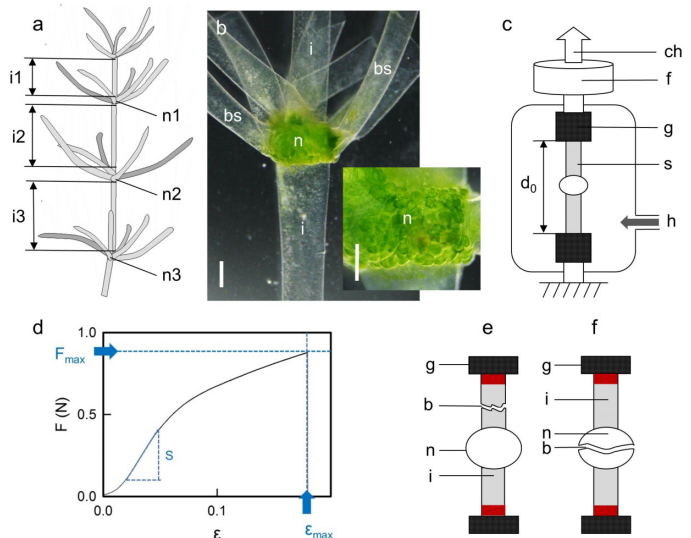 a
i1
i2
i3
n1
n2
n3
b
i
bs
bs
n
i
n
c
ch
f
g
s
d0
h
d
1.0
Fmax
F (N)
0.5
S
0.0
0.0
0.1
ε
εmax
e
g
b
n
i
f
g
i
n
b